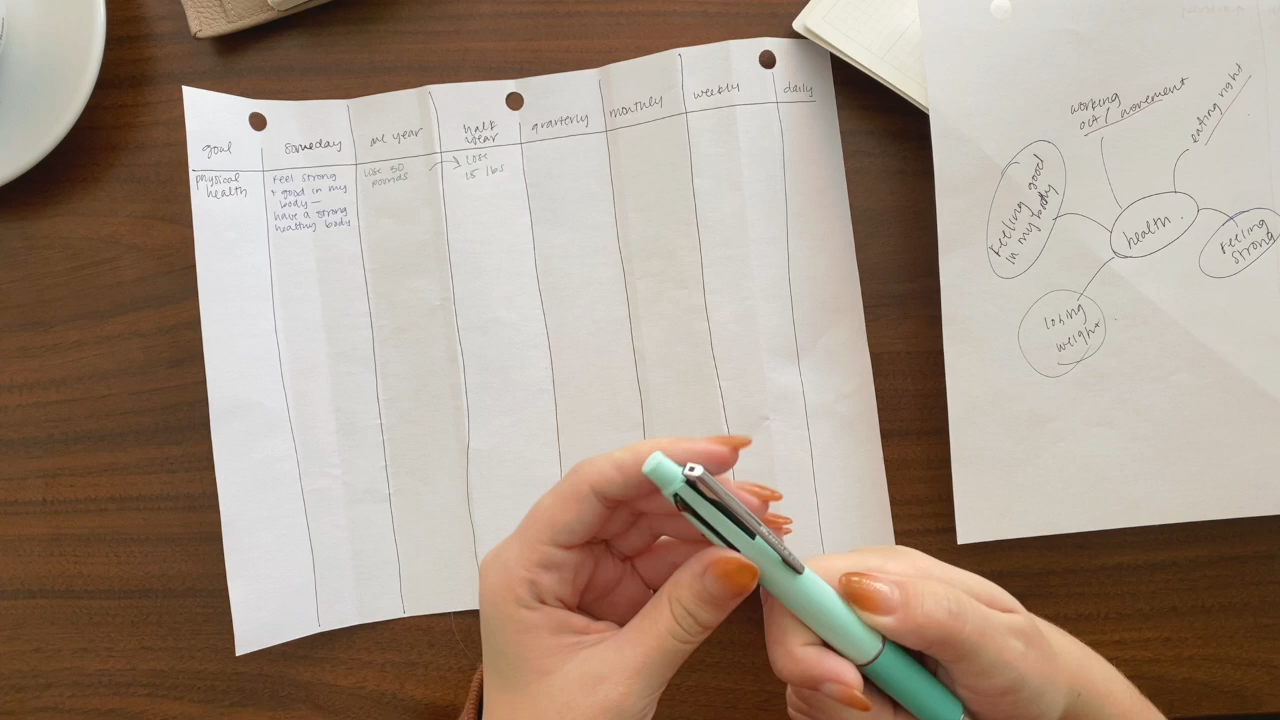 goal
someday
one year
half
year
quarterly
monthly
weekly
daily
physical
health
Feel strong
+ good in my
body —
have a strong
healthy body
Lose 30
pounds
Lose
15 lbs
working
out / movement
eating right
Feeling good
in my body
health.
Feeling
strong
losing
weight